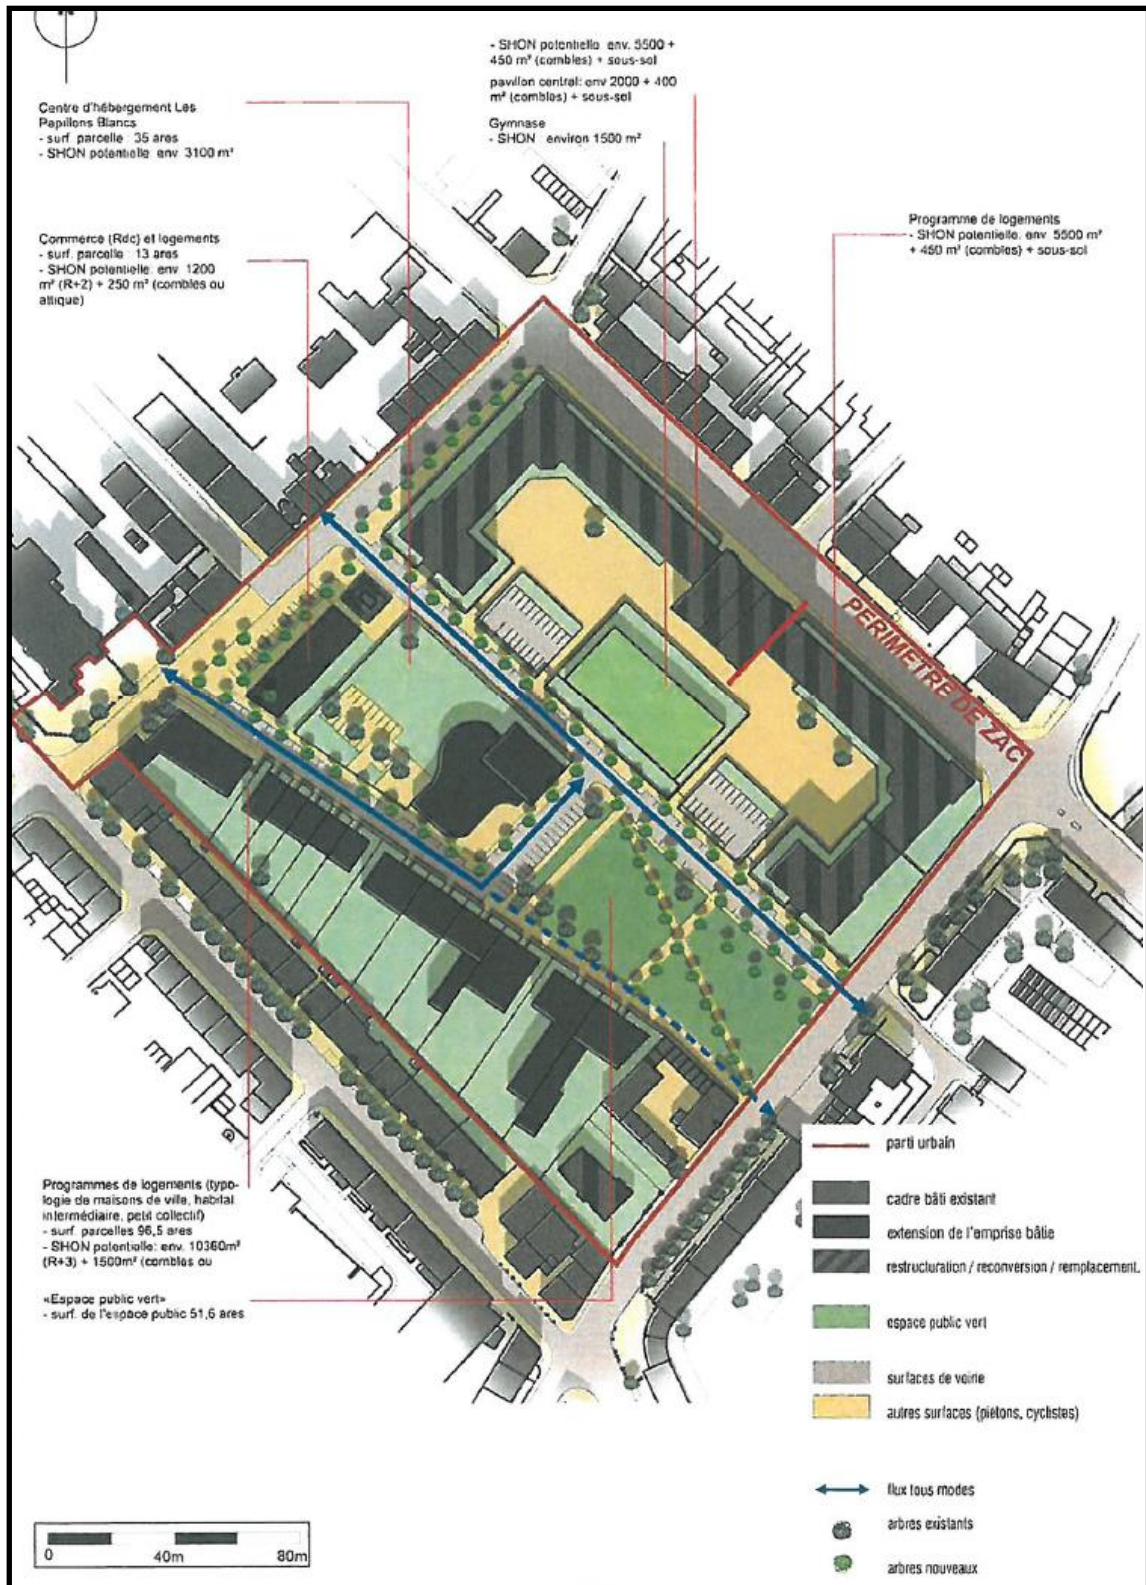 - SHON potentielle env. 5500 +
450 m² (combles) + sous-sol
pavillon central: env 2000 + 400
m² (combles) + sous-sol
Gymnase
- SHON environ 1500 m²
Centre d'hébergement Les
Papillons Blancs
- surf parcelle : 35 ares
- SHON potentielle env. 3100 m²
Programme de logements
- SHON potentielle: env. 5500 m²
+ 450 m² (combles) + sous-sol
Commerce (Rdc) et logements
- surf. parcelle : 13 ares
- SHON potentielle: env. 1200
m² (R+2) + 250 m² (combles ou
attique)
PERIMETRE DE ZAC
Programmes de logements (typo-
logie de maisons de ville, habitat
intermédiaire, petit collectif)
- surf. parcelles 96,5 ares
- SHON potentielle: env. 10360m²
(R+3) + 1500m² (combles ou
«Espace public vert»
- surf. de l'espace public 51,6 ares
parti urbain
cadre bâti existant
extension de l'emprise bâtie
restructuration / reconversion / remplacement.
espace public vert
surfaces de voirie
autres surfaces (piétons, cyclistes)
flux tous modes
arbres existants
arbres nouveaux
0 40m 80m